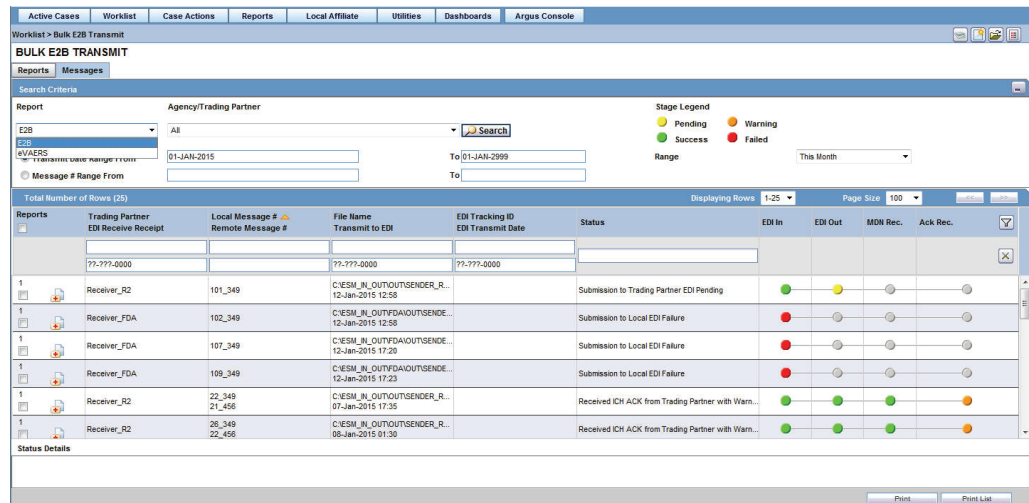 Active Cases Worklist Case Actions Reports Local Affiliate Utilities Dashboards Argus Console
Worklist > Bulk E2B Transmit
BULK E2B TRANSMIT
Reports Messages
Search Criteria
Report Agency/Trading Partner Stage Legend
E2B All Search Pending Warning
E2B
eVAERS
Success Failed
Transmit Date Range From 01-JAN-2015 To 01-JAN-2999 Range This Month
Message # Range From To
Total Number of Rows (25) Displaying Rows 1-25 Page Size 100 << >>
Reports Trading Partner Local Message # File Name EDI Tracking ID Status EDI In EDI Out MDN Rec. Ack Rec.
EDI Receive Receipt Remote Message # Transmit to EDI EDI Transmit Date
??-???-0000 ??-???-0000 ??-???-0000
1 Receiver_R2 101_349 C:\ESM_IN_OUT\OUT\SENDER_R... Submission to Trading Partner EDI Pending
12-Jan-2015 12:58
1 Receiver_FDA 102_349 C:\ESM_IN_OUT\FDA\OUT\SENDE... Submission to Local EDI Failure
12-Jan-2015 12:58
1 Receiver_FDA 107_349 C:\ESM_IN_OUT\FDA\OUT\SENDE... Submission to Local EDI Failure
12-Jan-2015 17:20
1 Receiver_FDA 109_349 C:\ESM_IN_OUT\FDA\OUT\SENDE... Submission to Local EDI Failure
12-Jan-2015 17:23
1 Receiver_R2 22_349 C:\ESM_IN_OUT\OUT\SENDER_R... Received ICH ACK from Trading Partner with Warn...
21_456 07-Jan-2015 17:35
1 Receiver_R2 26_349 C:\ESM_IN_OUT\OUT\SENDER_R... Received ICH ACK from Trading Partner with Warn...
22_456 08-Jan-2015 01:30
Status Details
Print Print List